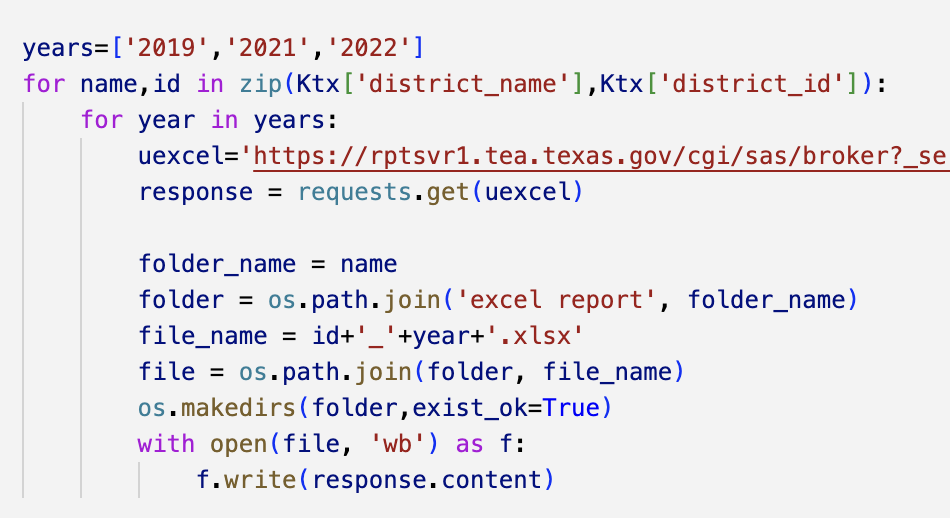 years=['2019','2021','2022']
for name,id in zip(Ktx['district_name'],Ktx['district_id']):
    for year in years:
        uexcel='https://rptsvr1.tea.texas.gov/cgi/sas/broker?_se
        response = requests.get(uexcel)

        folder_name = name
        folder = os.path.join('excel report', folder_name)
        file_name = id+'_'+year+'.xlsx'
        file = os.path.join(folder, file_name)
        os.makedirs(folder,exist_ok=True)
        with open(file, 'wb') as f:
            f.write(response.content)